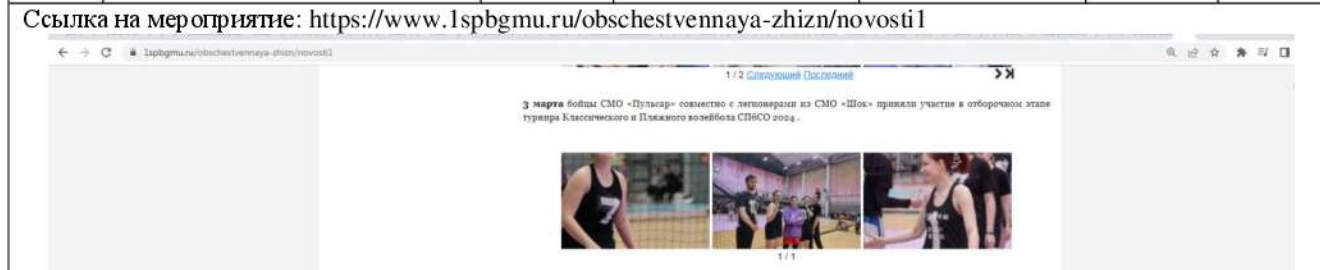 Ссылка на мероприятие: https://www.1spbgmu.ru/obschestvennaya-zhizn/novosti1
1spbgmu.ru/obschestvennaya-zhizn/novosti1
1 / 2 Следующий Последний
3 марта бойцы СМО «Пульсар» совместно с легионерами из СМО «Шок» приняли участие в отборочном этапе
турнира Классического и Пляжного волейбола СПбСО 2024 .
7
1
1 / 1